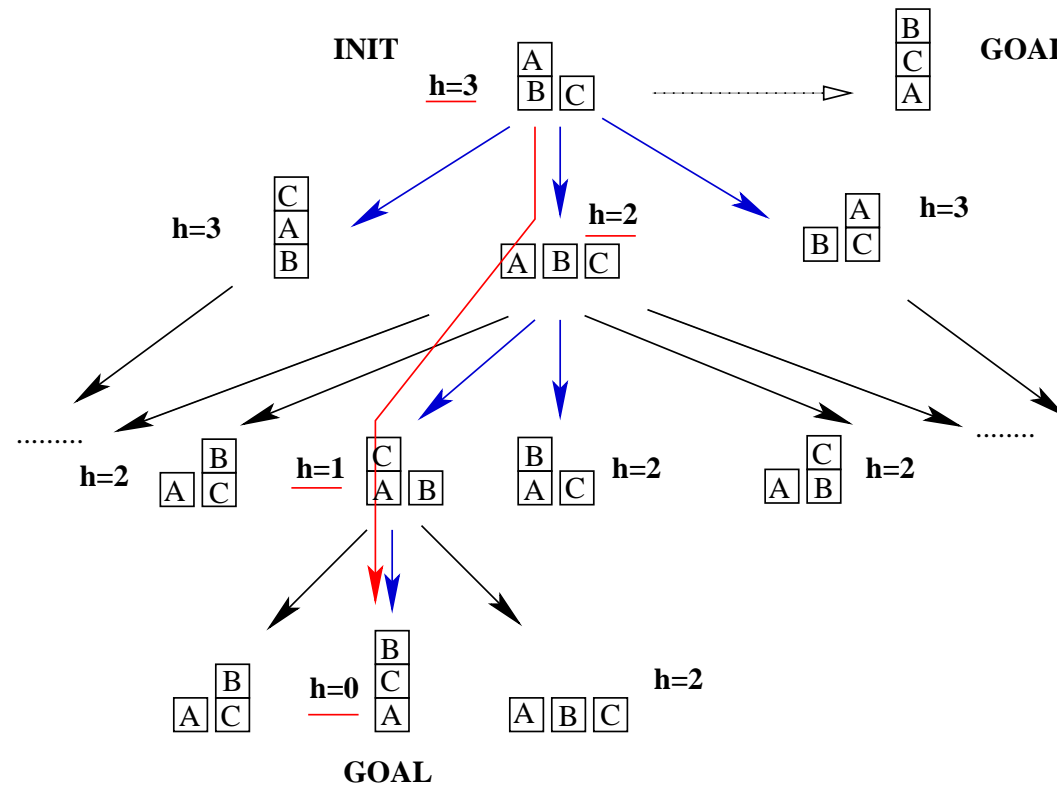 INIT
A
B C
h=3
B
C
A
GOAL
h=3
C
A
B
h=2
A B C
A
B C
h=3
.........
h=2
B
A C
h=1
C
A B
B
A C
h=2
C
A B
h=2
........
B
A C
h=0
B
C
A
A B C
h=2
GOAL